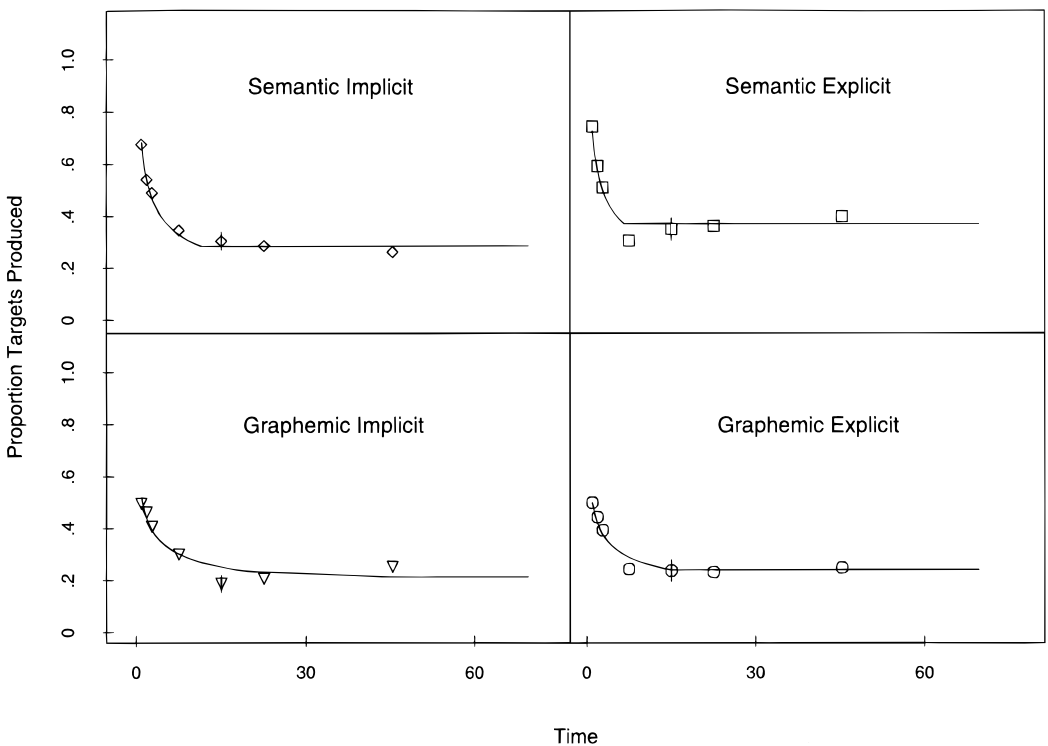 Semantic Implicit
Semantic Explicit
1.0
.8
.6
.4
.2
0
Proportion Targets Produced
Graphemic Implicit
Graphemic Explicit
1.0
.8
.6
.4
.2
0
0 30 60 0 30 60
Time